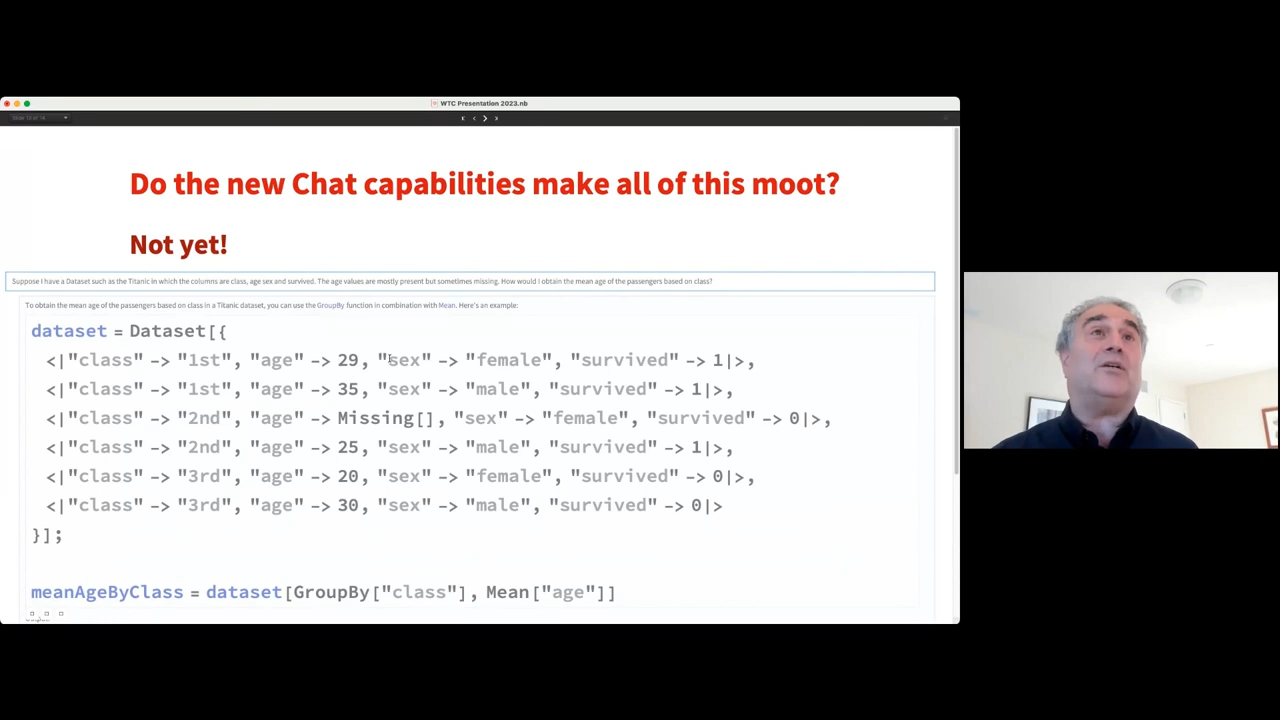 WTC Presentation 2023.nb
Do the new Chat capabilities make all of this moot?
Not yet!
Suppose I have a Dataset such as the Titanic in which the columns are class, age sex and survived. The age values are mostly present but sometimes missing. How would I obtain the mean age of the passengers based on class?
To obtain the mean age of the passengers based on class in a Titanic dataset, you can use the GroupBy function in combination with Mean. Here's an example:
dataset = Dataset[{
<|"class" -> "1st", "age" -> 29, "sex" -> "female", "survived" -> 1|>,
<|"class" -> "1st", "age" -> 35, "sex" -> "male", "survived" -> 1|>,
<|"class" -> "2nd", "age" -> Missing[], "sex" -> "female", "survived" -> 0|>,
<|"class" -> "2nd", "age" -> 25, "sex" -> "male", "survived" -> 1|>,
<|"class" -> "3rd", "age" -> 20, "sex" -> "female", "survived" -> 0|>,
<|"class" -> "3rd", "age" -> 30, "sex" -> "male", "survived" -> 0|>
}];
meanAgeByClass = dataset[GroupBy["class"], Mean["age"]]